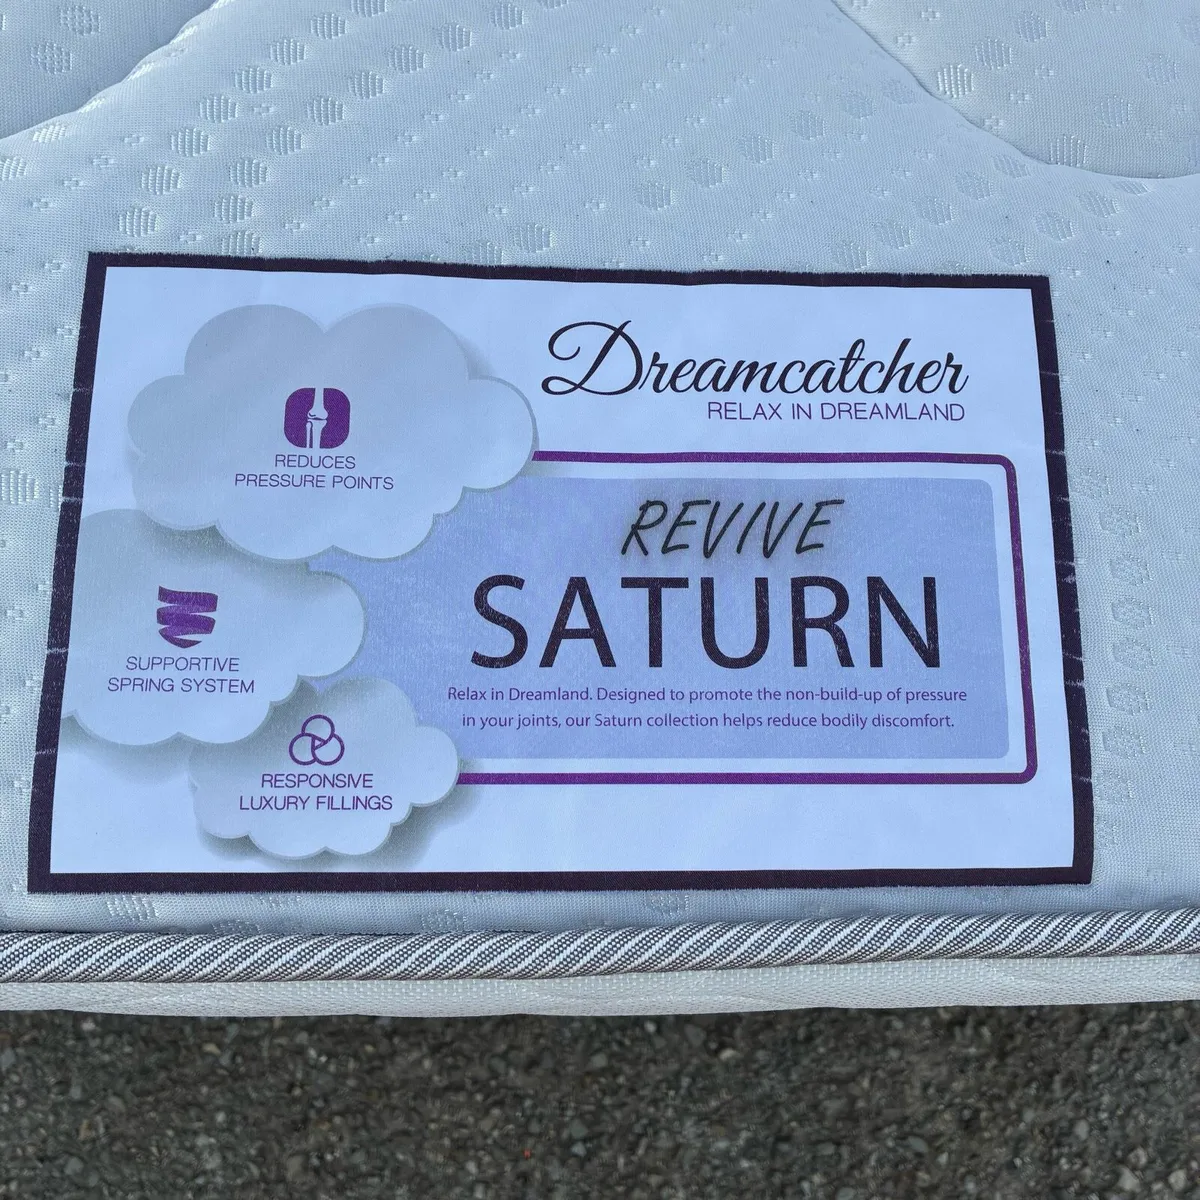 Dreamcatcher
RELAX IN DREAMLAND
REDUCES
PRESSURE POINTS
REVIVE
SATURN
Relax in Dreamland. Designed to promote the non-build-up of pressure
in your joints, our Saturn collection helps reduce bodily discomfort.
SUPPORTIVE
SPRING SYSTEM
RESPONSIVE
LUXURY FILLINGS